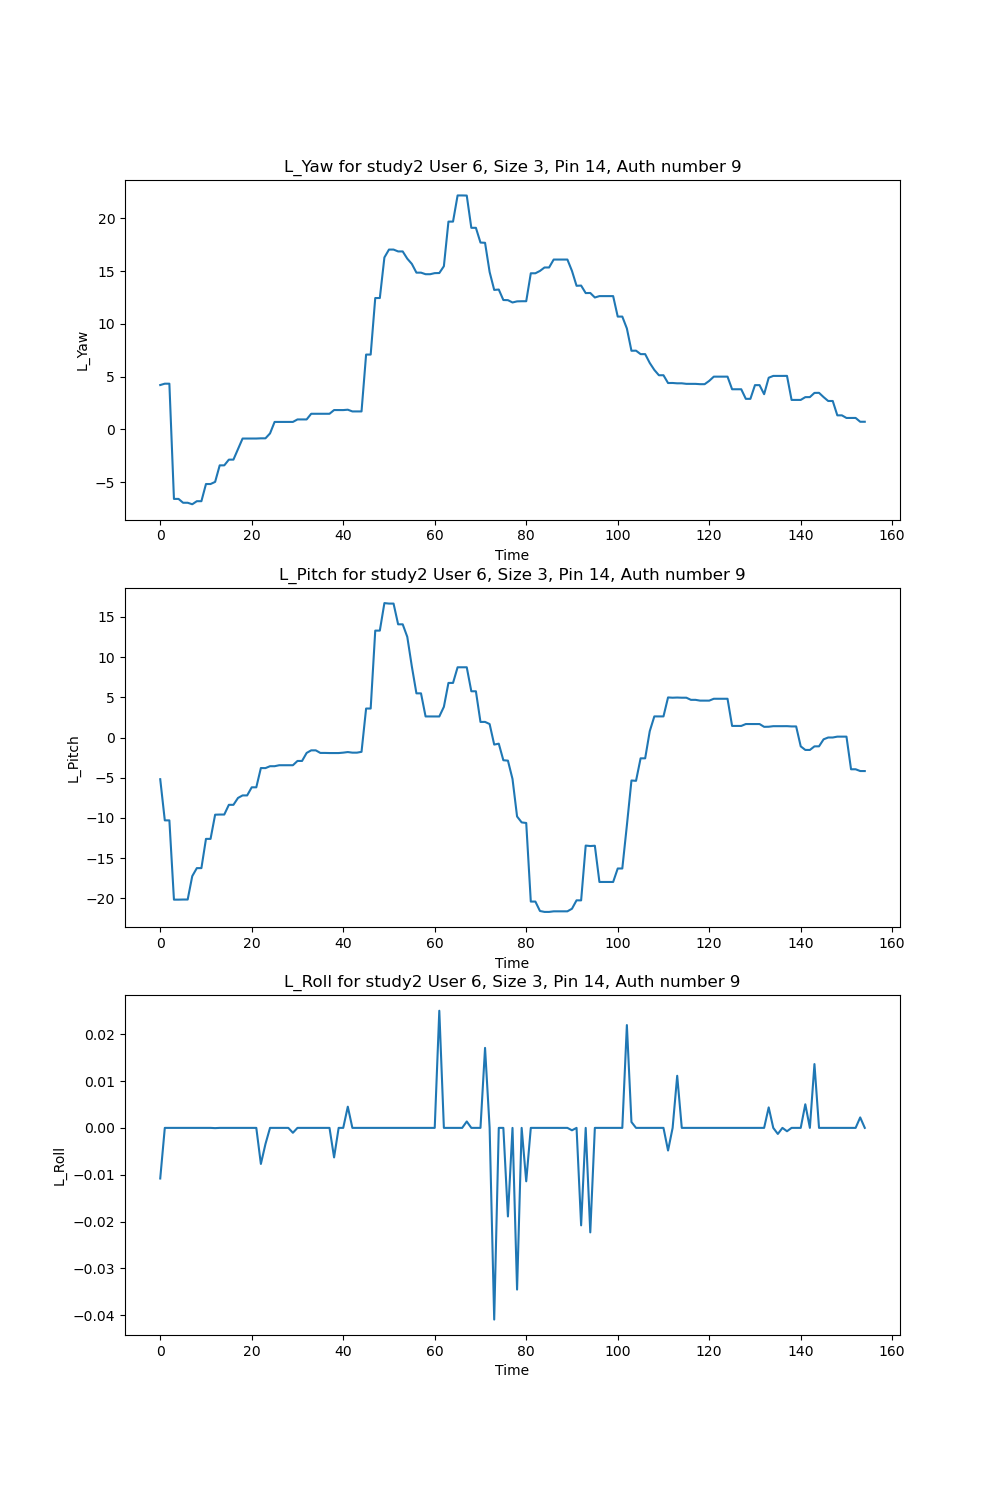 L_Yaw for study2 User 6, Size 3, Pin 14, Auth number 9
20
15
10
5
0
−5
L_Yaw
0 20 40 60 80 100 120 140 160
Time
L_Pitch for study2 User 6, Size 3, Pin 14, Auth number 9
15
10
5
0
−5
−10
−15
−20
L_Pitch
0 20 40 60 80 100 120 140 160
Time
L_Roll for study2 User 6, Size 3, Pin 14, Auth number 9
0.02
0.01
0.00
−0.01
−0.02
−0.03
−0.04
L_Roll
0 20 40 60 80 100 120 140 160
Time